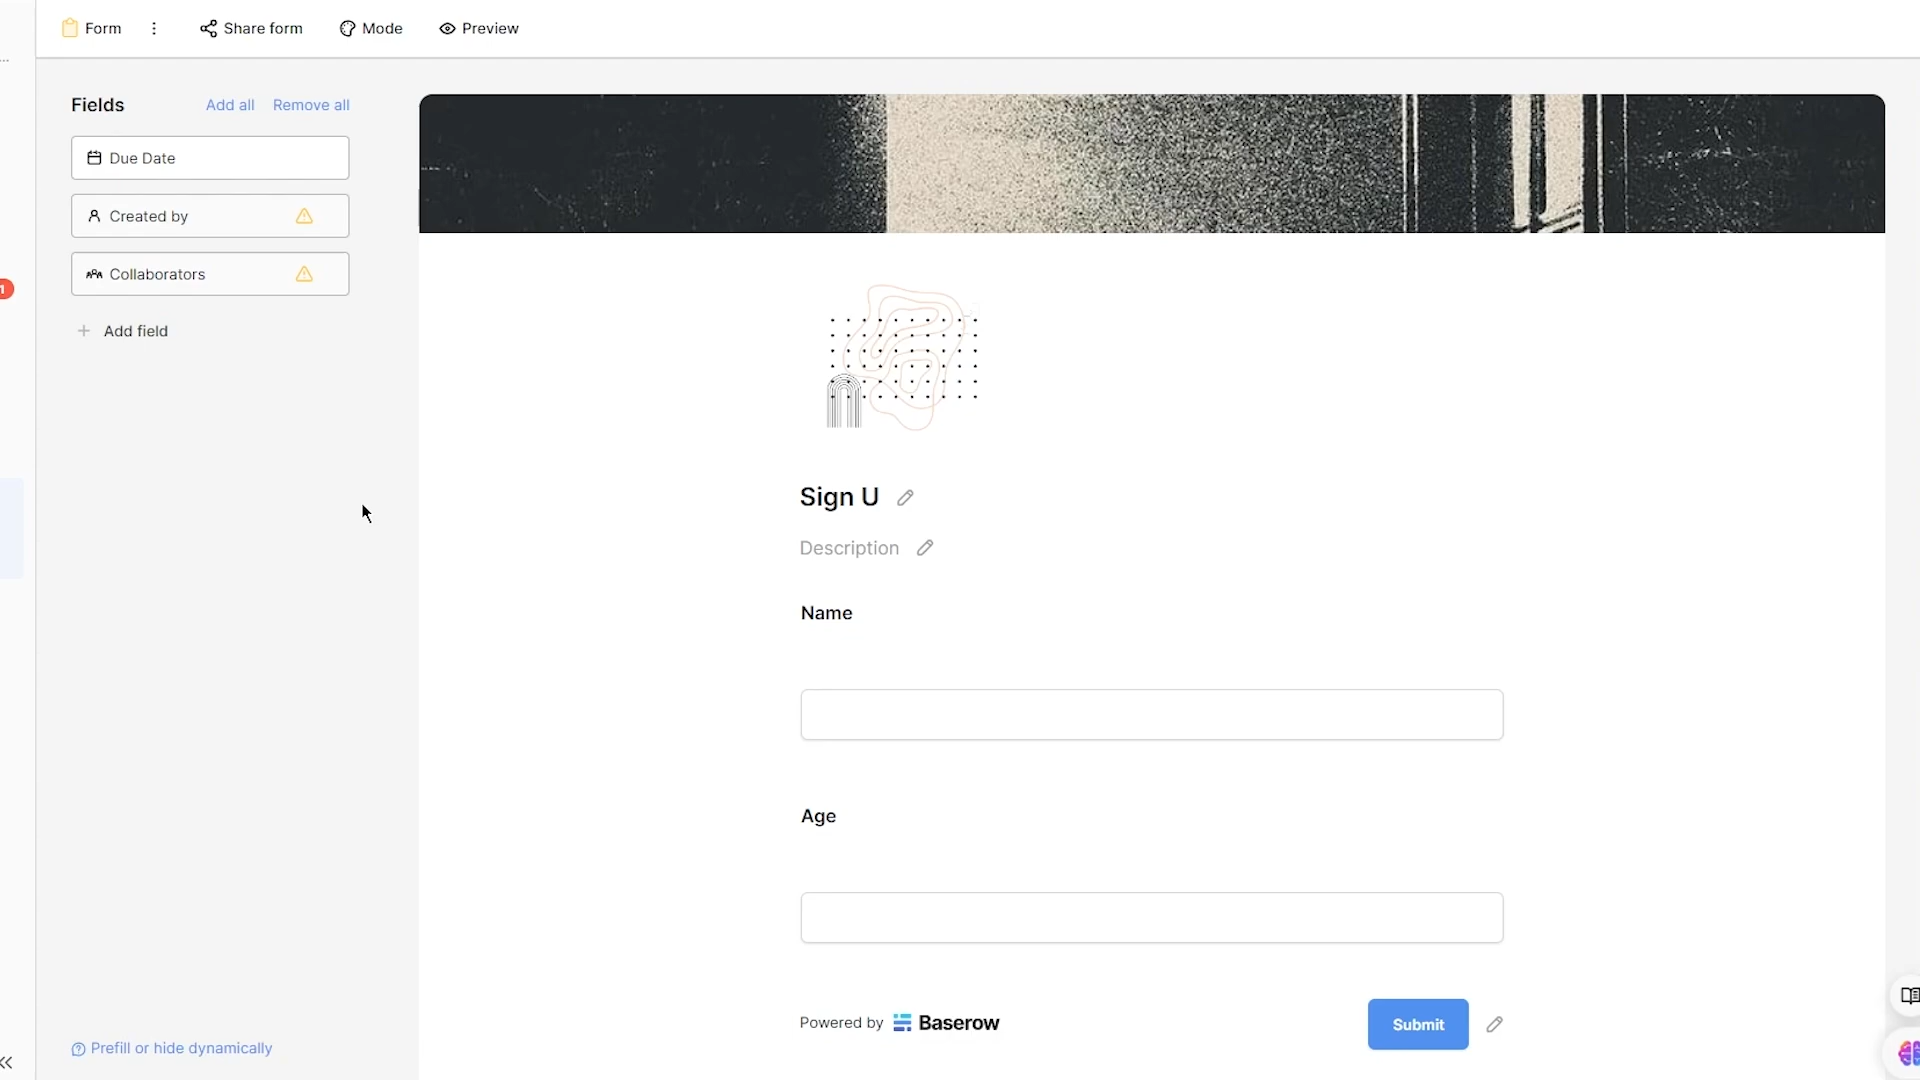 Form
Share form
Mode
Preview
Fields
Add all
Remove all
Due Date
Created by
Collaborators
Add field
Sign U
Description
Name
Age
Powered by Baserow
Submit
Prefill or hide dynamically
1